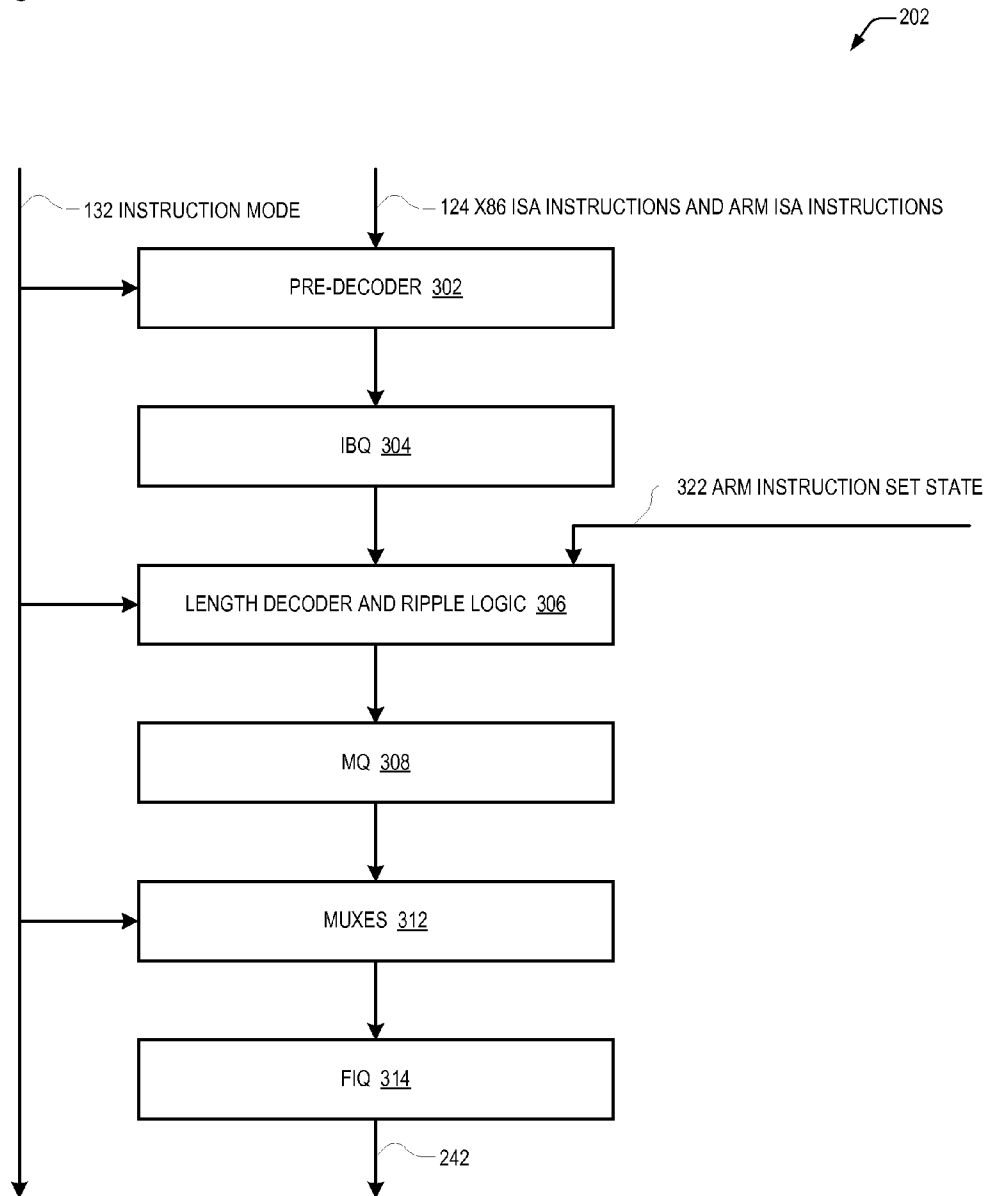 202
132 INSTRUCTION MODE
124 X86 ISA INSTRUCTIONS AND ARM ISA INSTRUCTIONS
PRE-DECODER 302
IBQ 304
322 ARM INSTRUCTION SET STATE
LENGTH DECODER AND RIPPLE LOGIC 306
MQ 308
MUXES 312
FIQ 314
242